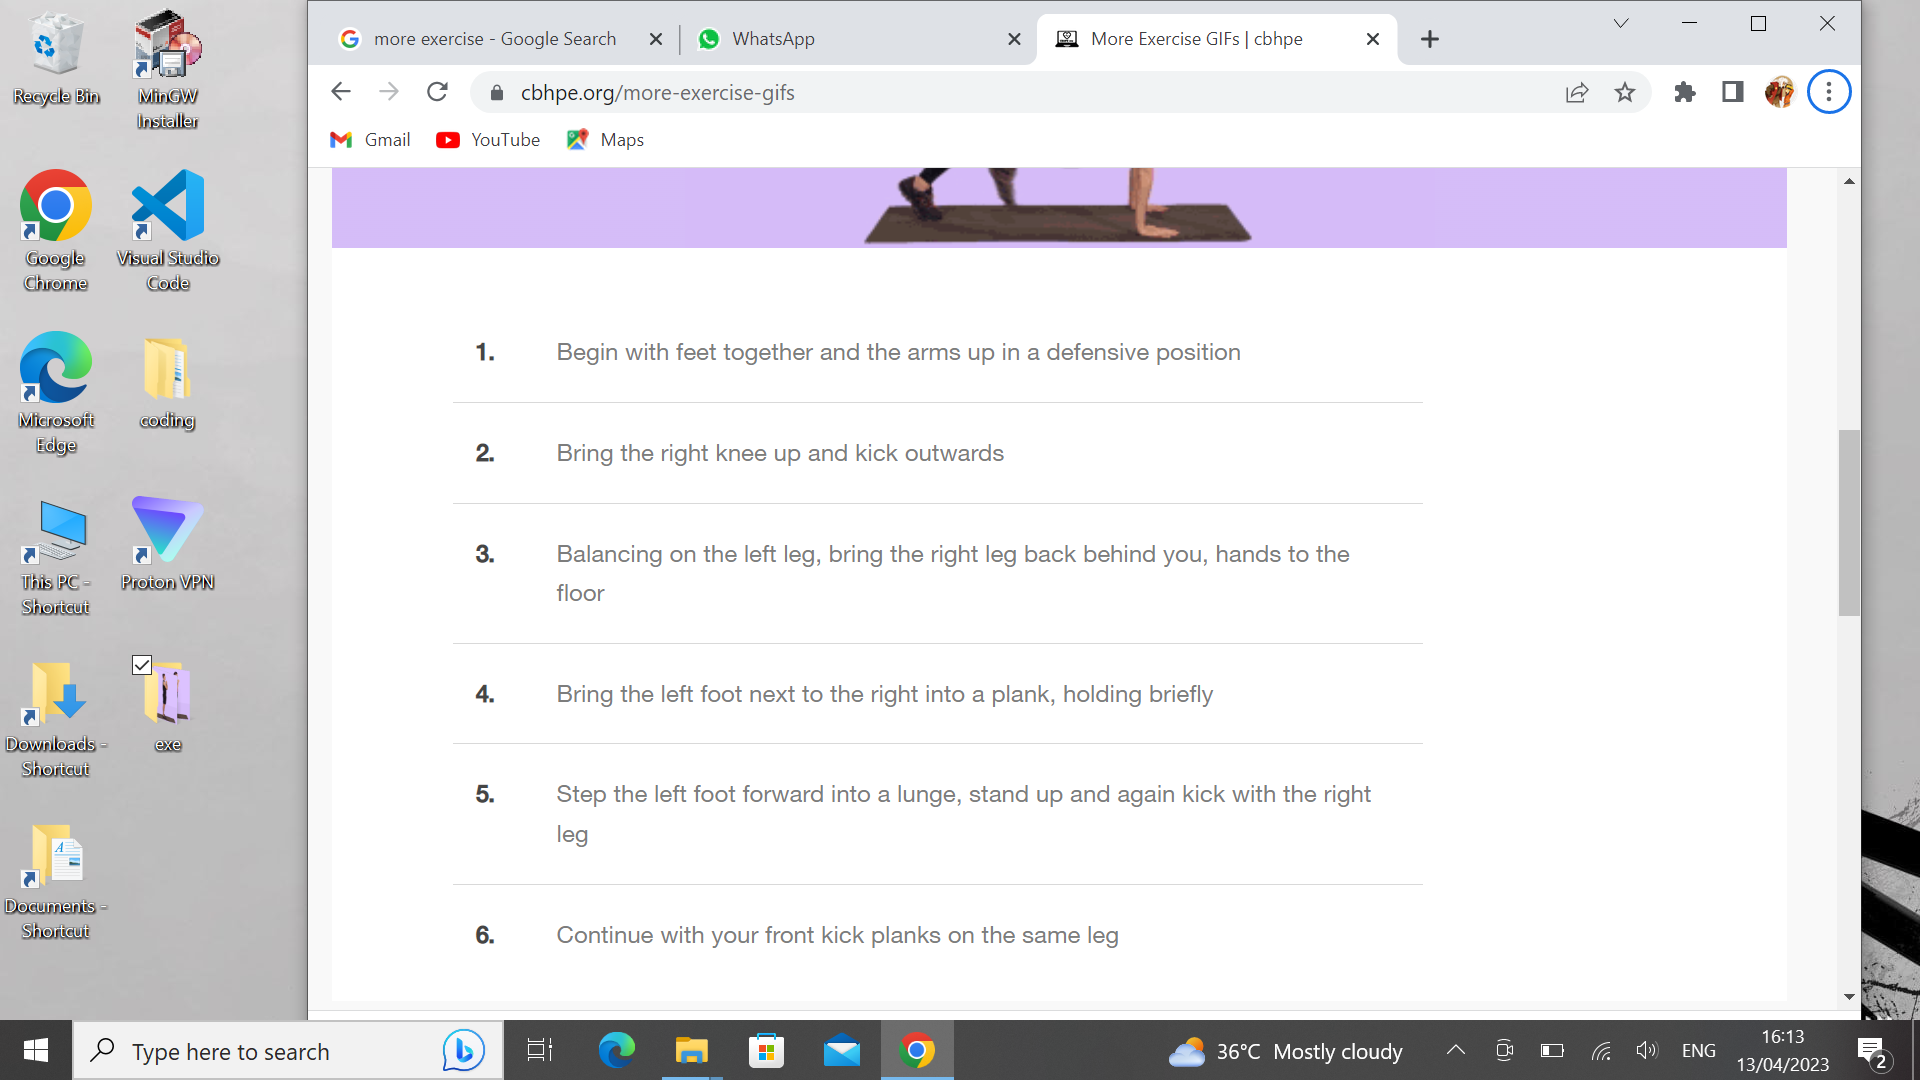 Recycle Bin
MinGW
Installer
Google
Chrome
Visual Studio
Code
Microsoft
Edge
coding
This PC -
Shortcut
Proton VPN
Downloads -
Shortcut
exe
Documents -
Shortcut
more exercise - Google Search
WhatsApp
More Exercise GIFs | cbhpe
cbhpe.org/more-exercise-gifs
Gmail
YouTube
Maps
1. Begin with feet together and the arms up in a defensive position
2. Bring the right knee up and kick outwards
3. Balancing on the left leg, bring the right leg back behind you, hands to the
floor
4. Bring the left foot next to the right into a plank, holding briefly
5. Step the left foot forward into a lunge, stand up and again kick with the right
leg
6. Continue with your front kick planks on the same leg
Type here to search
36°C Mostly cloudy
ENG
16:13
13/04/2023
2